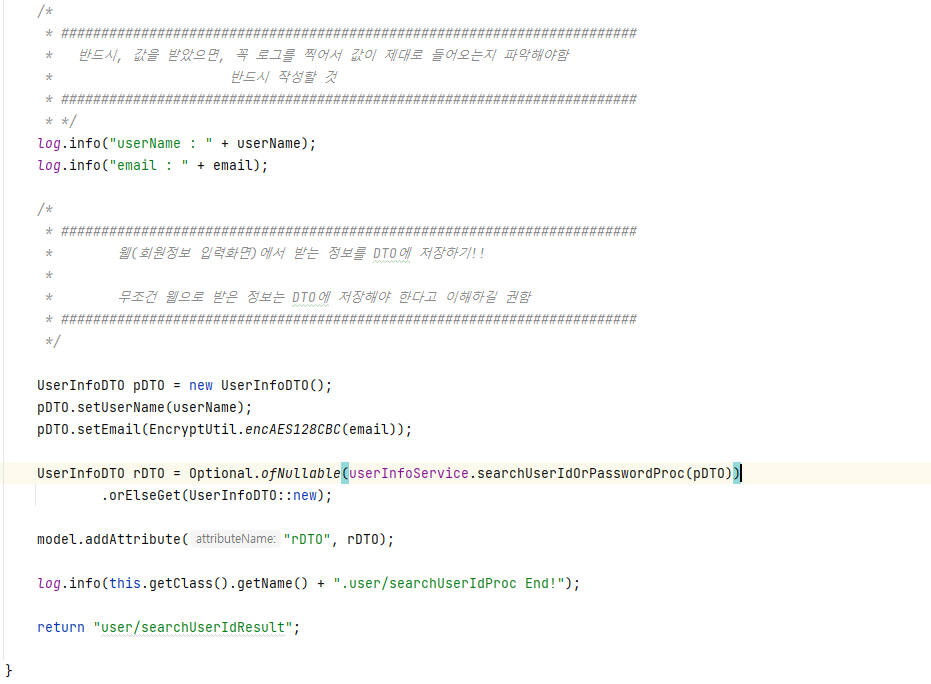 /*
* ########################################################################
* 반드시, 값을 받았으면, 꼭 로그를 찍어서 값이 제대로 들어오는지 파악해야함
* 반드시 작성할 것
* ########################################################################
* */
log.info("userName : " + userName);
log.info("email : " + email);
/*
* ########################################################################
* 웹(회원정보 입력화면)에서 받는 정보를 DTO에 저장하기!!
*
* 무조건 웹으로 받은 정보는 DTO에 저장해야 한다고 이해하길 권함
* ########################################################################
*/
UserInfoDTO pDTO = new UserInfoDTO();
pDTO.setUserName(userName);
pDTO.setEmail(EncryptUtil.encAES128CBC(email));
UserInfoDTO rDTO = Optional.ofNullable(userInfoService.searchUserIdOrPasswordProc(pDTO))
.orElseGet(UserInfoDTO::new);
model.addAttribute( attributeName: "rDTO", rDTO);
log.info(this.getClass().getName() + ".user/searchUserIdProc End!");
return "user/searchUserIdResult";
}